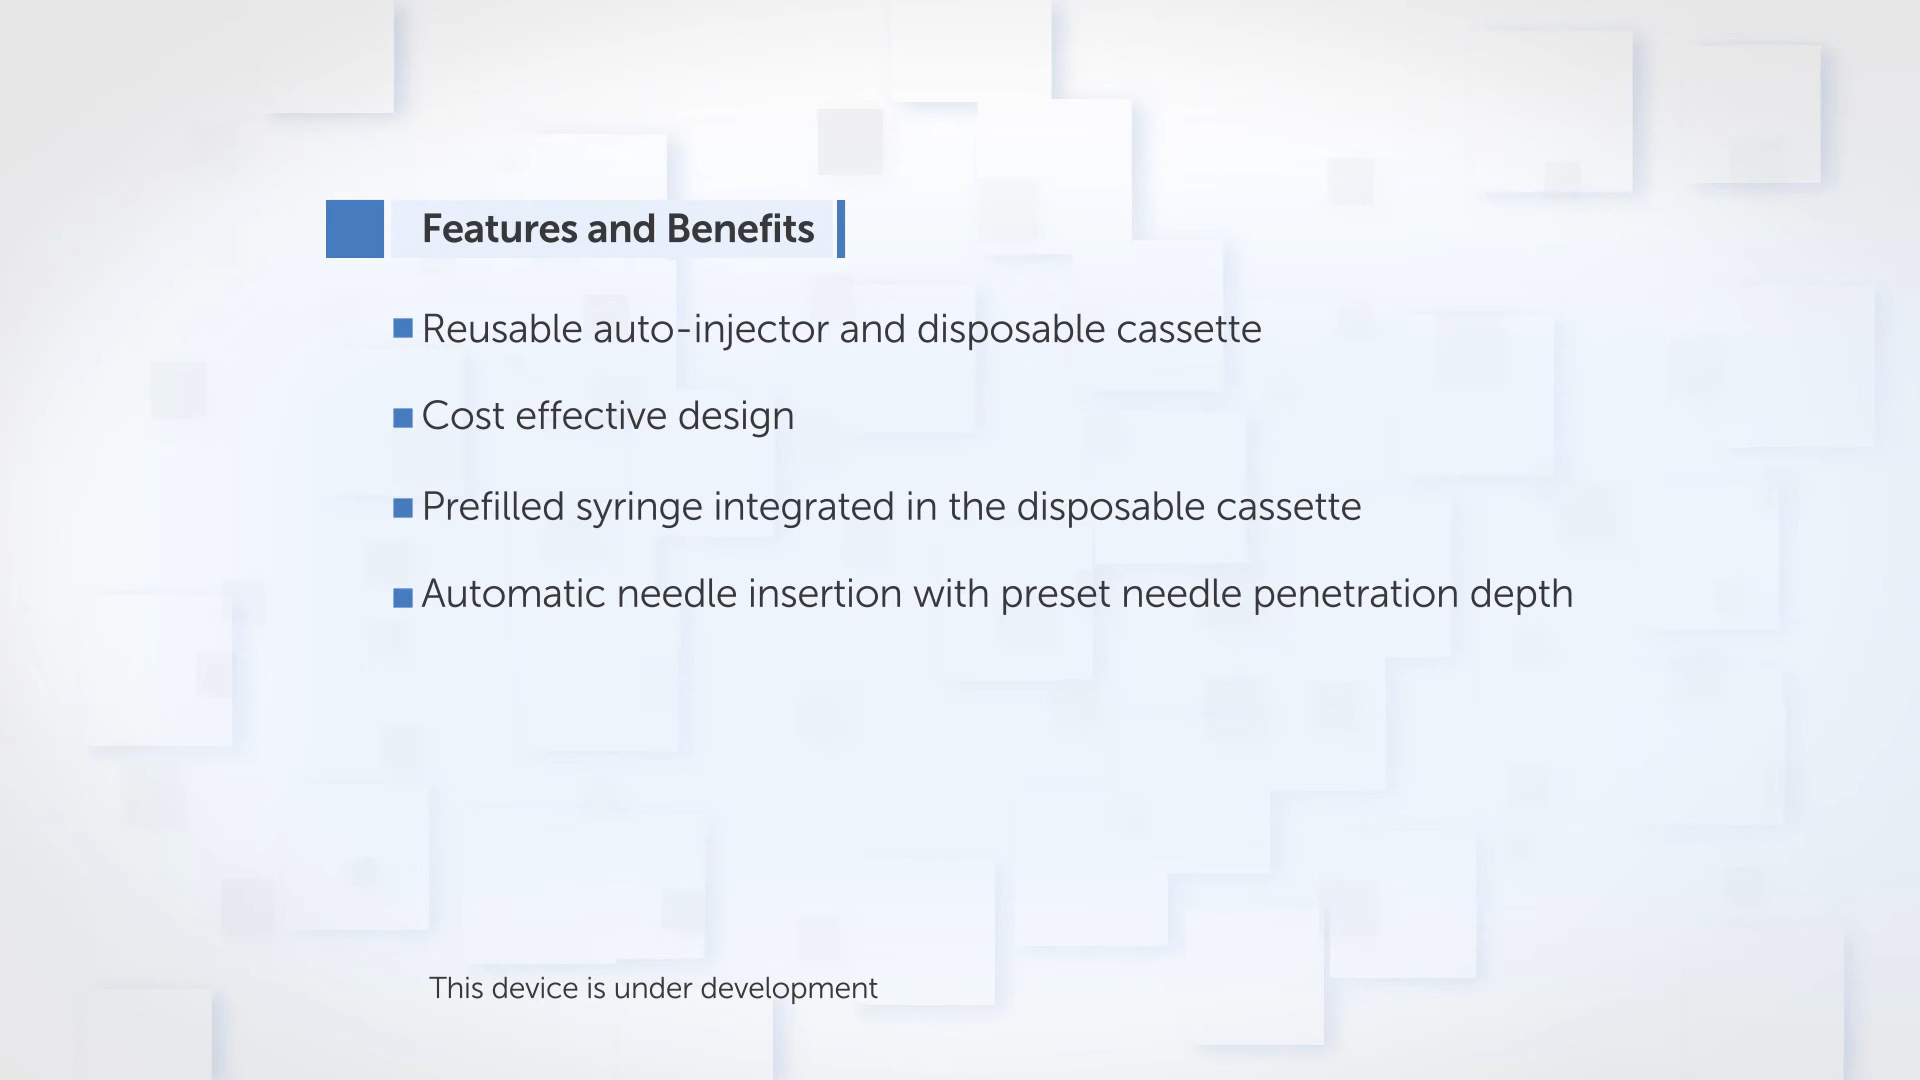 Features and Benefits
Reusable auto-injector and disposable cassette
Cost effective design
Prefilled syringe integrated in the disposable cassette
Automatic needle insertion with preset needle penetration depth
This device is under development